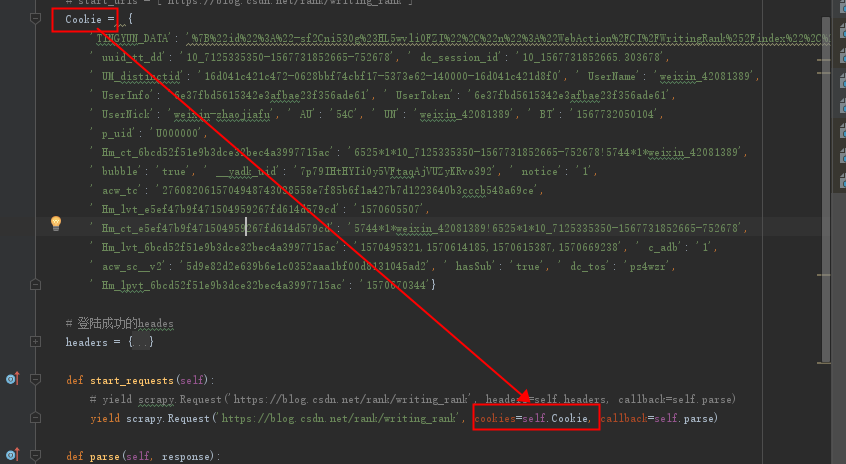 # start_urls = ['https://blog.csdn.net/rank/writing_rank']
Cookie = {
'TINGYUN_DATA': '%7B%22id%22%3A%22-sf2Cni530g%23HL5wvli0FZI%22%2C%22n%22%3A%22WebAction%2FCI%2FWritingRank%252Findex%22%2C%
' uuid_tt_dd': '10_7125335350-1567731852665-752678', ' dc_session_id': '10_1567731852665.303678',
' UM_distinctid': '16d041c421c472-0628bbf74cbf17-5373e62-140000-16d041c421d8f0', ' UserName': 'weixin_42081389',
' UserInfo': '6e37fbd5615342e3afbae23f356ade61', ' UserToken': '6e37fbd5615342e3afbae23f356ade61',
' UserNick': 'weixin-zhaojiafu', ' AU': '54C', ' UN': 'weixin_42081389', ' BT': '1567732050104',
' p_uid': 'U000000',
' Hm_ct_6bcd52f51e9b3dce32bec4a3997715ac': '6525*1*10_7125335350-1567731852665-752678!5744*1*weixin_42081389',
' bubble': 'true', ' __yadk_uid': '7p79IHtHYIi0y5VPtaqAjVUZyKRvo392', ' notice': '1',
' acw_tc': '2760820615704948743028558e7f85b6f1a427b7d1223640b3cccb548a69ce',
' Hm_lvt_e5ef47b9f471504959267fd614d579cd': '1570605507',
' Hm_ct_e5ef47b9f471504959267fd614d579cd': '5744*1*weixin_42081389!6525*1*10_7125335350-1567731852665-752678',
' Hm_lvt_6bcd52f51e9b3dce32bec4a3997715ac': '1570495321,1570614185,1570615387,1570669238', ' c_adb': '1',
' acw_sc__v2': '5d9e82d2e639b6e1c0352aaa1bf00d8131045ad2', ' hasSub': 'true', ' dc_tos': 'pz4wzr',
' Hm_lpvt_6bcd52f51e9b3dce32bec4a3997715ac': '1570670344'}
# 登陆成功的heades
headers = {...}
def start_requests(self):
# yield scrapy.Request('https://blog.csdn.net/rank/writing_rank', headers=self.headers, callback=self.parse)
yield scrapy.Request('https://blog.csdn.net/rank/writing_rank', cookies=self.Cookie, callback=self.parse)
def parse(self, response):